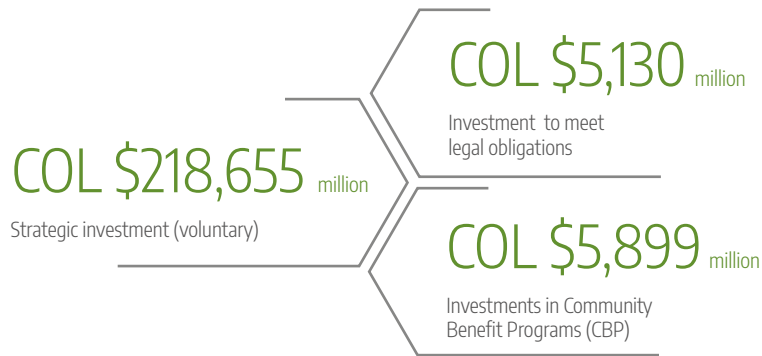 COL $218,655 million
Strategic investment (voluntary)
COL $5,130 million
Investment to meet
legal obligations
COL $5,899 million
Investments in Community
Benefit Programs (CBP)